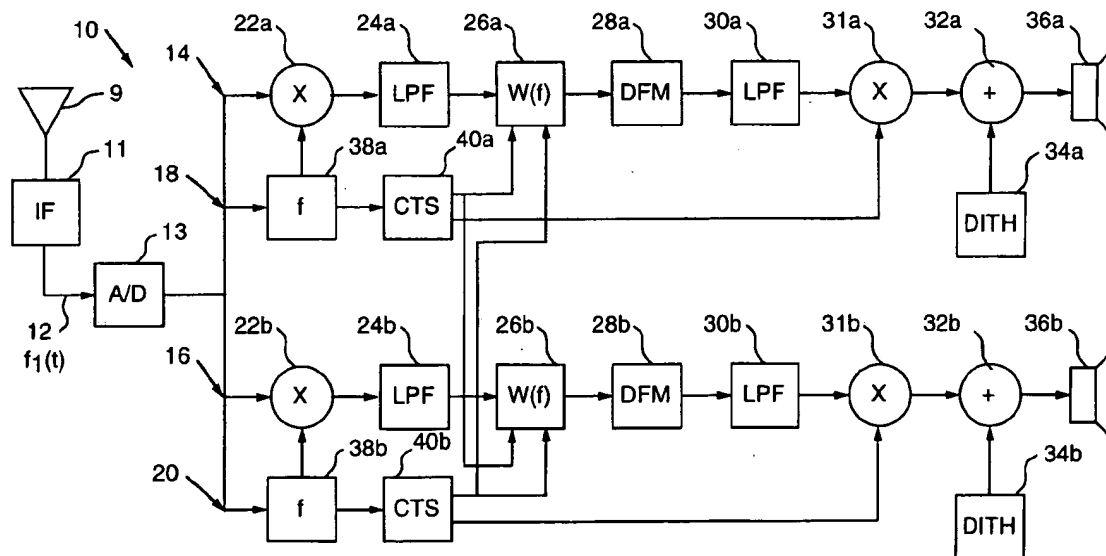 10
14
22a
24a
26a
28a
30a
31a
32a
36a
9
X
LPF
W(f)
DFM
LPF
X
+
11
18
38a
40a
34a
IF
13
f
CTS
DITH
A/D
12
f1(t)
22b
24b
26b
28b
30b
31b
32b
36b
16
X
LPF
W(f)
DFM
LPF
X
+
20
38b
40b
34b
f
CTS
DITH